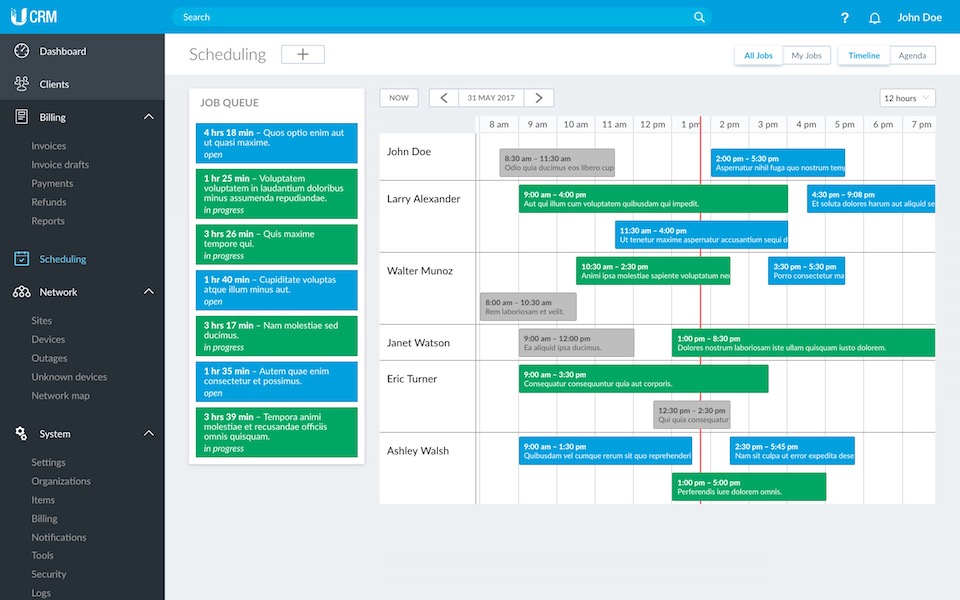 U CRM
Search
? John Doe
Dashboard
Clients
Billing
Invoices
Invoice drafts
Payments
Refunds
Reports
Scheduling
Network
Sites
Devices
Outages
Unknown devices
Network map
System
Settings
Organizations
Items
Billing
Notifications
Tools
Security
Logs
Scheduling +
All Jobs My Jobs Timeline Agenda
JOB QUEUE
4 hrs 18 min – Quos optio enim aut
ut quasi maxime.
open
1 hr 25 min – Voluptatem
voluptatem in laudantium doloribus
minus assumenda repudiandae.
in progress
3 hrs 26 min – Quis maxime
tempore qui.
in progress
1 hr 40 min – Cupiditate voluptas
atque illum minus aut.
open
3 hrs 17 min – Nam molestiae sed
ducimus.
in progress
1 hr 35 min – Autem quae enim
consectetur et possimus.
open
3 hrs 39 min – Tempora animi
molestiae et recusandae officiis
omnis quisquam.
in progress
NOW < 31 MAY 2017 > 12 hours
8 am 9 am 10 am 11 am 12 pm 1 pm 2 pm 3 pm 4 pm 5 pm 6 pm 7 pm
John Doe
8:30 am – 11:30 am
Odio quia ducimus eos libero cup
2:00 pm – 5:30 pm
Aspernatur nihil fuga quo nostrum tem
Larry Alexander
9:00 am – 4:00 pm
Aut qui illum cum voluptatem quibusdam qui impedit.
4:30 pm – 9:08 pm
Et soluta dolores harum aut aliquid se
11:30 am – 4:00 pm
Ut tenetur maxime aspernatur accusantium sequi d
Walter Munoz
10:30 am – 2:30 pm
Animi ipsa molestiae sapiente voluptatum ne
3:30 pm – 5:30 pm
Porro consectetur ma
8:00 am – 10:30 am
Rem laboriosam et velit.
Janet Watson
9:00 am – 12:00 pm
Ea aliquid ipsa ducimus.
1:00 pm – 8:30 pm
Dolores nostrum laboriosam iste ullam quisquam iusto dolorem.
Eric Turner
9:00 am – 3:30 pm
Consequatur consequuntur quia aut corporis.
12:30 pm – 2:30 pm
Qui quia consequatur
Ashley Walsh
9:00 am – 1:30 pm
Quibusdam vel cumque rerum sit quo reprehenderi
2:30 pm – 5:45 pm
Nam sit culpa ut error expedita dese
1:00 pm – 5:00 pm
Perferendis iure dolorem omnis.